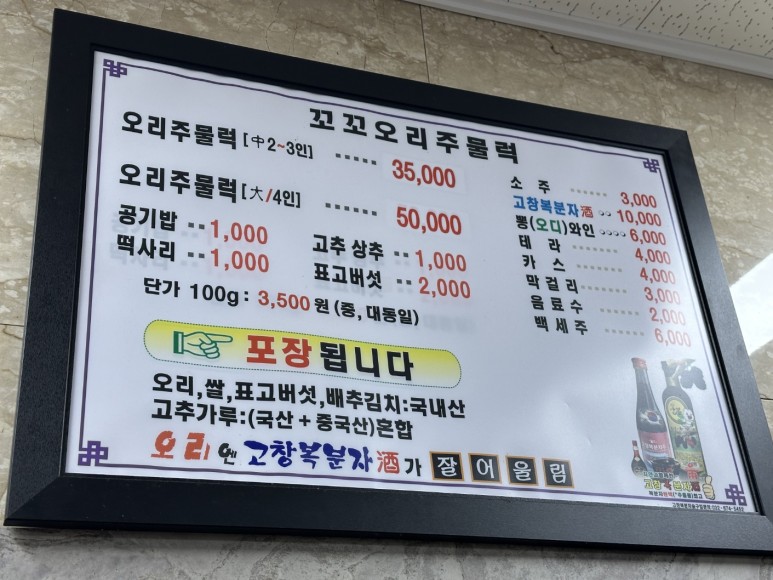 꼬꼬오리주물럭
오리주물럭[中2~3인] ····· 35,000
오리주물럭[大/4인] ······ 50,000
공기밥 ·· 1,000
떡사리 ·· 1,000
고추 상추 ·· 1,000
표고버섯 ·· 2,000
단가 100g : 3,500원 (중, 대동일)
소 주 ······ 3,000
고창복분자酒 ·· 10,000
뽕(오디)와인 ···· 6,000
테 라 ······ 4,000
카 스 ······ 4,000
막걸리 ······ 3,000
음료수 ······ 2,000
백세주 ······ 6,000
포장됩니다
오리,쌀,표고버섯,배추김치:국내산
고추가루:(국산+중국산)혼합
오리엔 고창복분자酒가 잘어울림